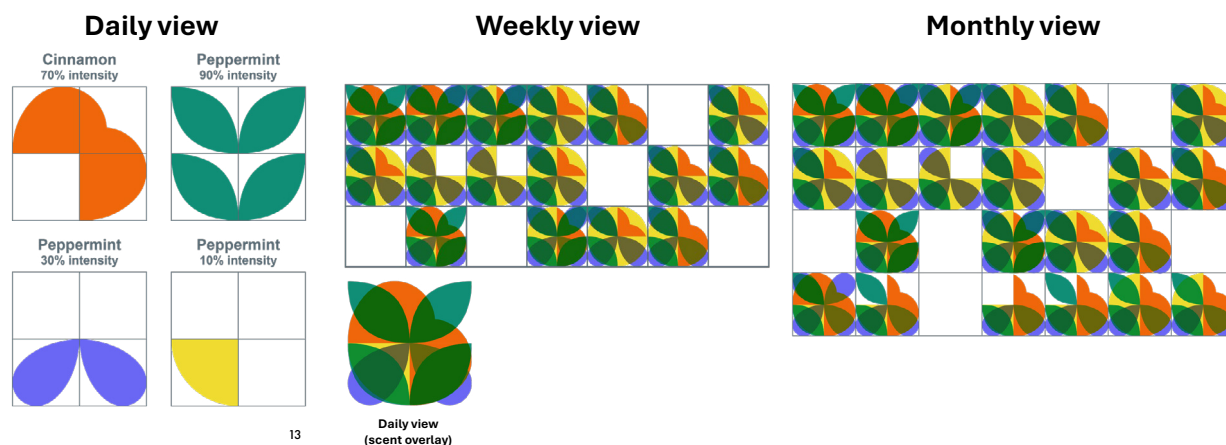 Daily view
Weekly view
Monthly view
Cinnamon
70% intensity
Peppermint
90% intensity
Peppermint
30% intensity
Peppermint
10% intensity
Daily view
(scent overlay)
13